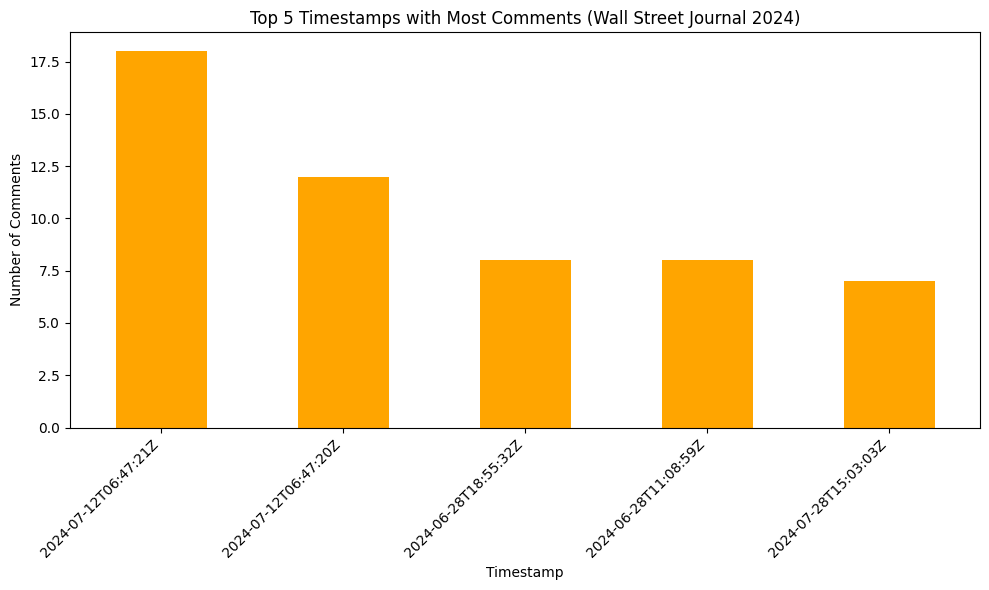 Top 5 Timestamps with Most Comments (Wall Street Journal 2024)
Number of Comments
17.5
15.0
12.5
10.0
7.5
5.0
2.5
0.0
2024-07-12T06:47:21Z
2024-07-12T06:47:20Z
2024-06-28T18:55:32Z
2024-06-28T11:08:59Z
2024-07-28T15:03:03Z
Timestamp